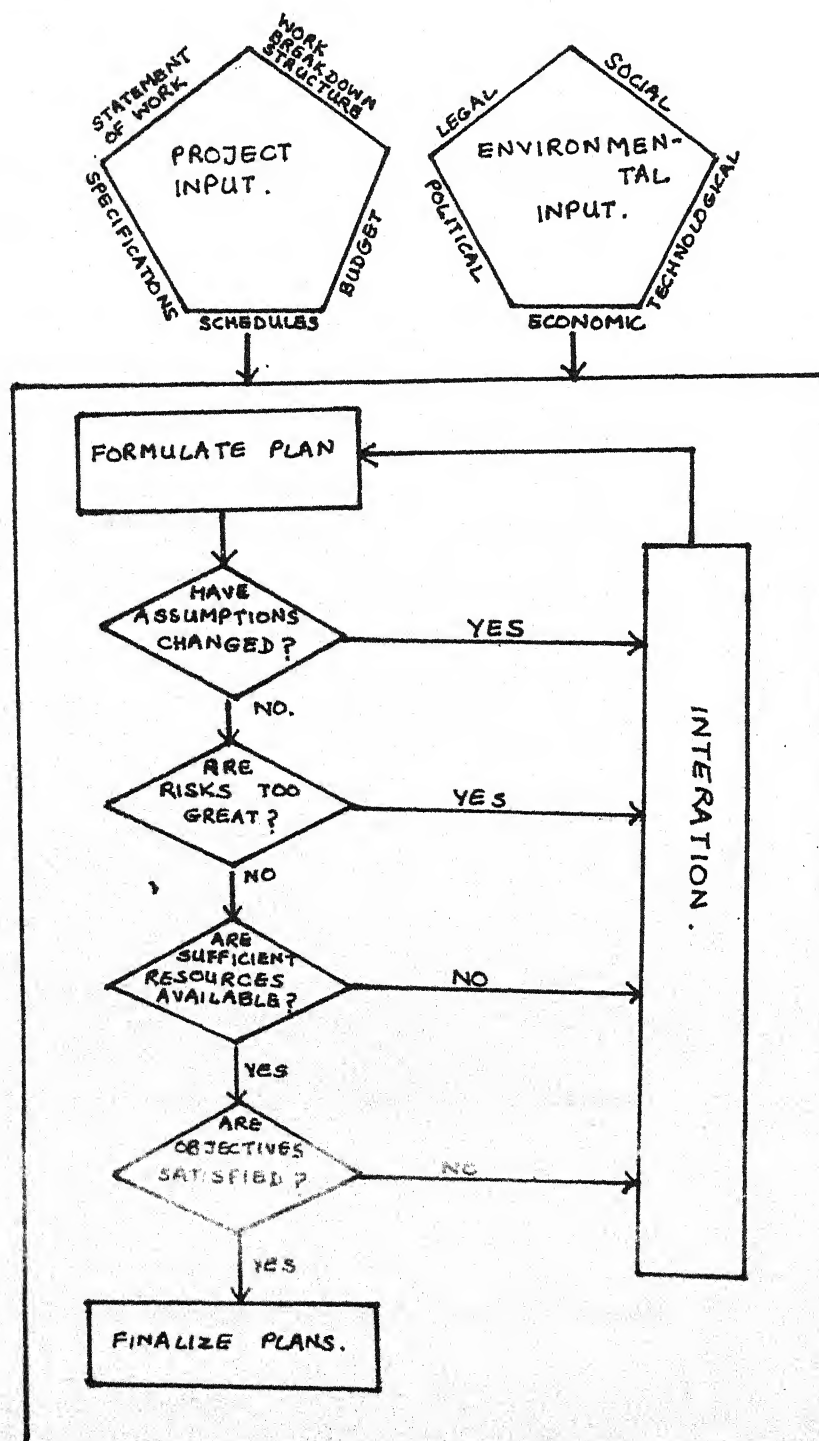 STATEMENT
OF WORK
WORK
BREAKDOWN
STRUCTURE
PROJECT
INPUT.
SPECIFICATIONS
BUDGET
SCHEDULES
LEGAL
SOCIAL
ENVIRONMEN-
TAL
INPUT.
POLITICAL
TECHNOLOGICAL
ECONOMIC
FORMULATE PLAN
HAVE
ASSUMPTIONS
CHANGED?
YES
NO.
ARE
RISKS TOO
GREAT?
YES
NO
ARE
SUFFICIENT
RESOURCES
AVAILABLE?
NO
YES
ARE
OBJECTIVES
SATISFIED?
NO
YES
FINALIZE PLANS.
INTERATION.